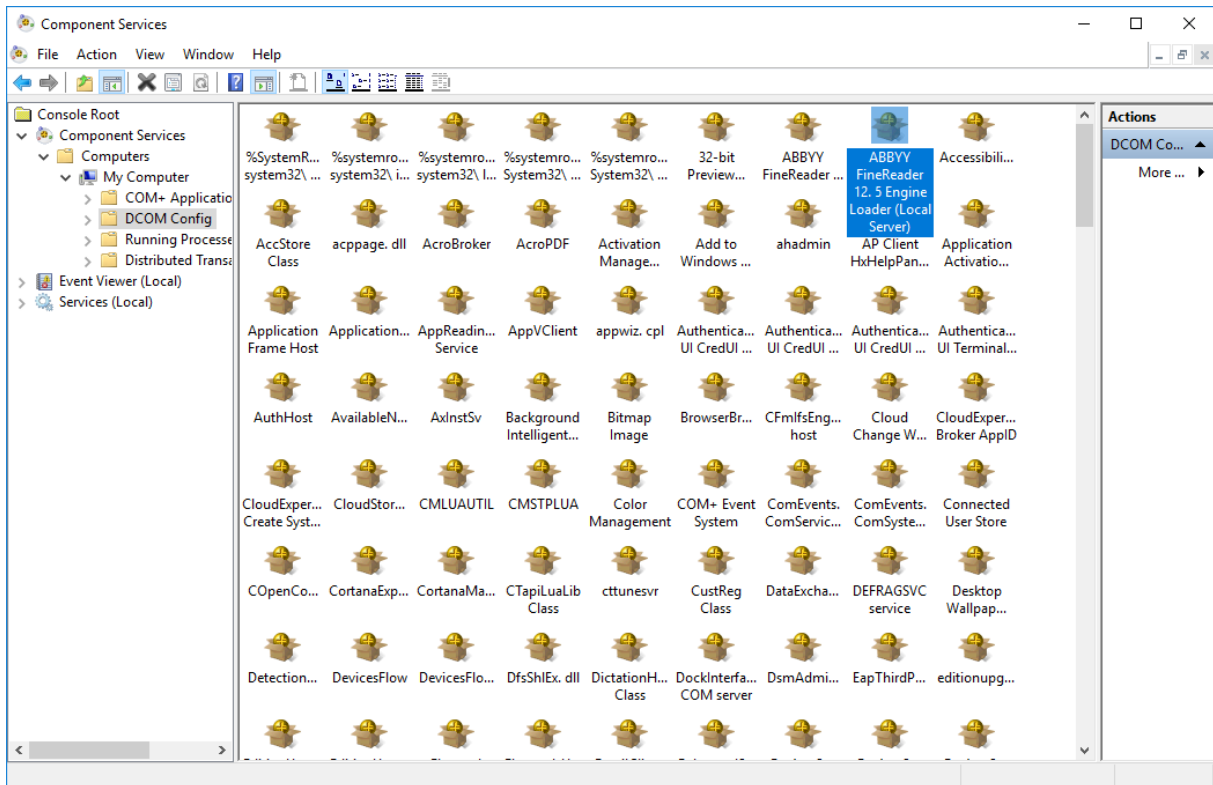 Component Services
File Action View Window Help
Console Root
Component Services
Computers
My Computer
COM+ Applicatio
DCOM Config
Running Processe
Distributed Transa
Event Viewer (Local)
Services (Local)
%SystemR... %systemro... %systemro... %systemro... %systemro... 32-bit ABBYY ABBYY Accessibili...
system32\ ... system32\ i... system32\ l... System32\ ... System32\ ... Preview... FineReader ... FineReader
12. 5 Engine
Loader (Local
Server)
AccStore acppage. dll AcroBroker AcroPDF Activation Add to ahadmin AP Client Application
Class Manage... Windows ... HxHelpPan... Activatio...
Application Application... AppReadin... AppVClient appwiz. cpl Authentica... Authentica... Authentica... Authentica...
Frame Host Service UI CredUI ... UI CredUI ... UI CredUI ... UI Terminal...
AuthHost AvailableN... AxInstSv Background Bitmap BrowserBr... CFmIfsEng... Cloud CloudExper...
Intelligent... Image host Change W... Broker AppID
CloudExper... CloudStor... CMLUAUTIL CMSTPLUA Color COM+ Event ComEvents. ComEvents. Connected
Create Syst... Management System ComServic... ComSyste... User Store
COpenCo... CortanaExp... CortanaMa... CTapiLuaLib cttunesvr CustReg DataExcha... DEFRAGSVC Desktop
Class Class service Wallpap...
Detection... DevicesFlow DevicesFlo... DfsShlEx. dll DictationH... DockInterfa... DsmAdmi... EapThirdP... editionupg...
Class COM server
Actions
DCOM Co...
More ...